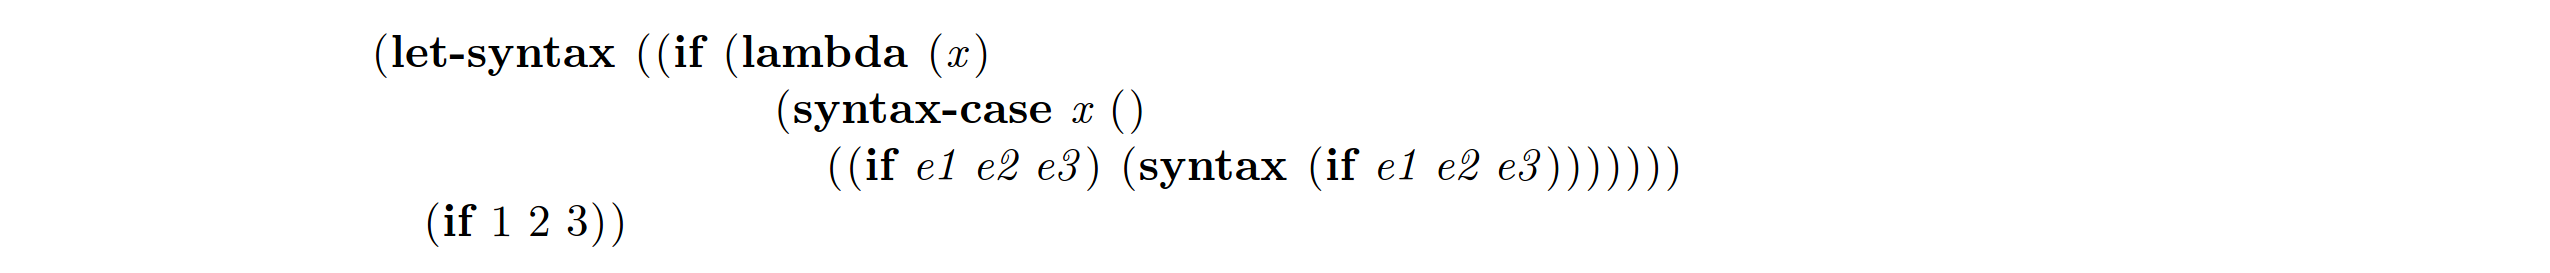 (let-syntax ((if (lambda (x)
(syntax-case x ()
((if e1 e2 e3) (syntax (if e1 e2 e3)))))))
(if 1 2 3))